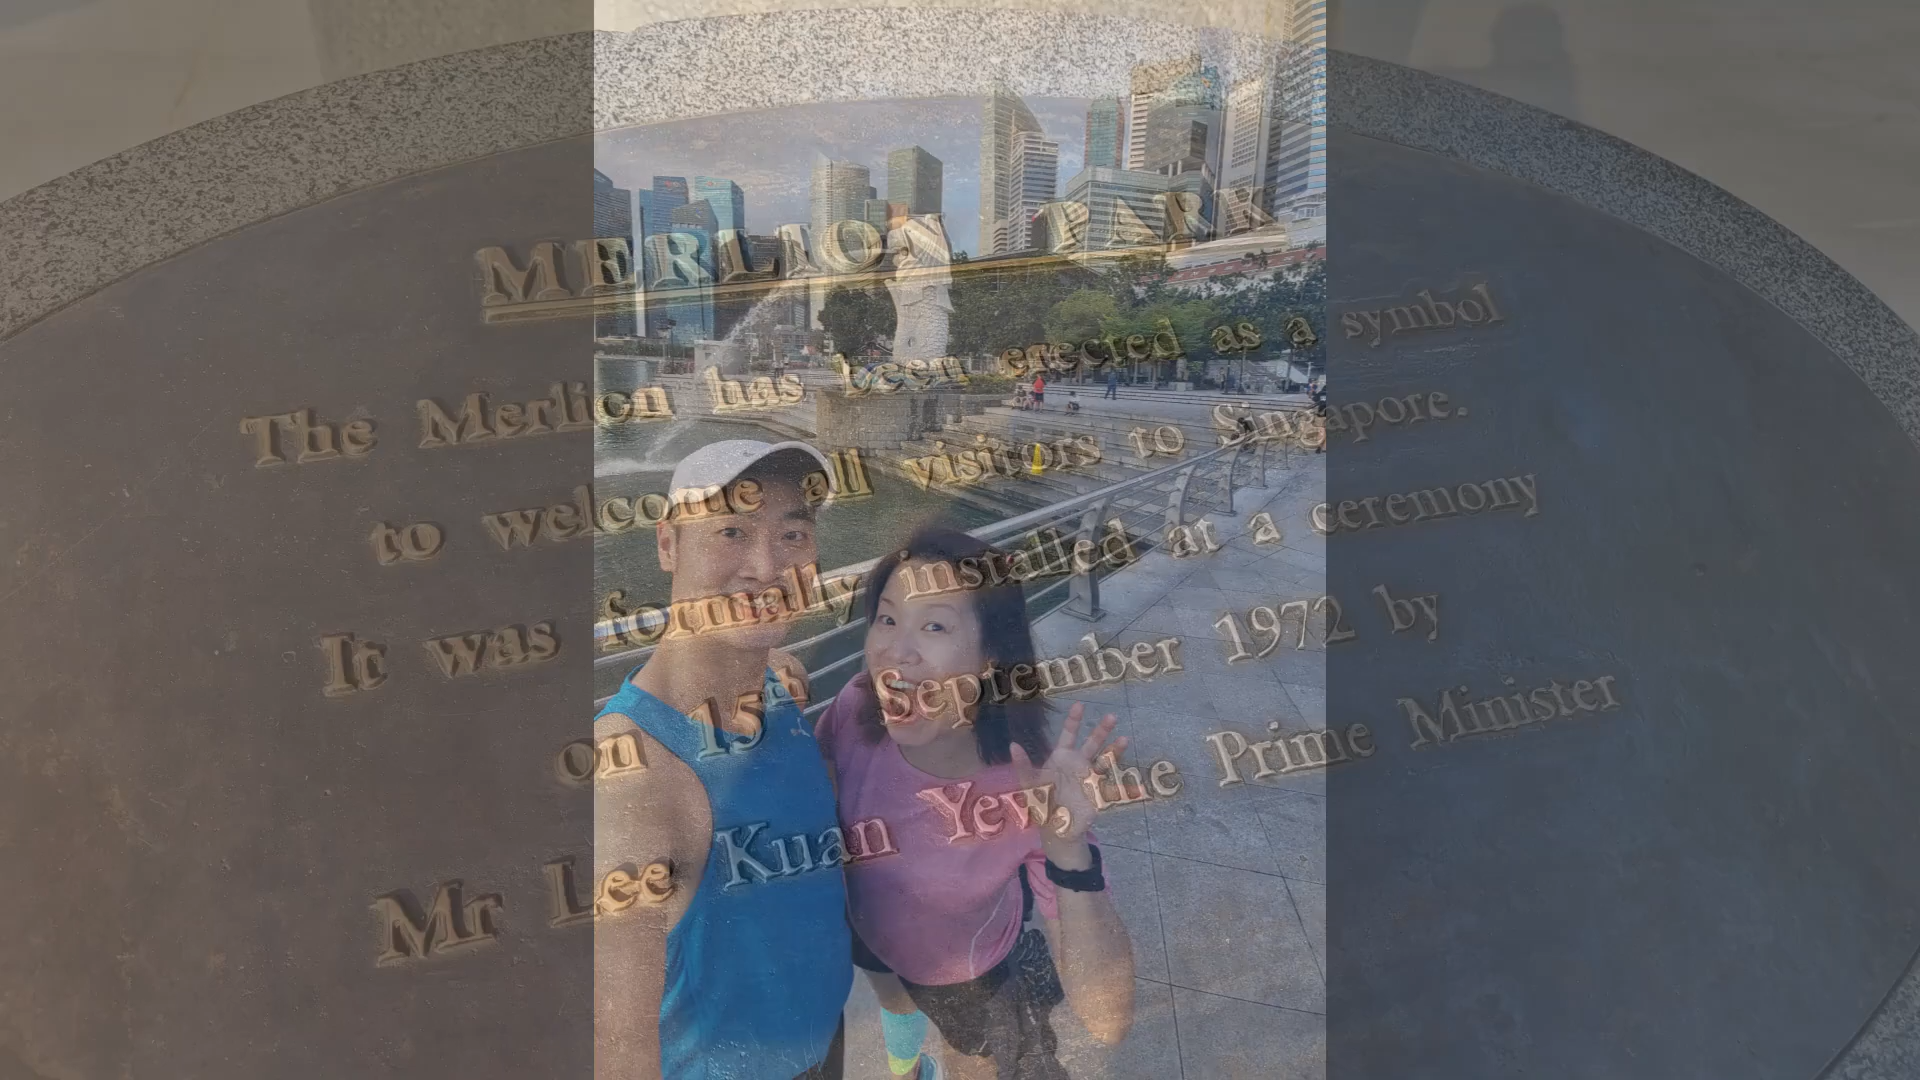 MERLION PARK
The Merlion has been erected as a symbol
to welcome all visitors to Singapore.
It was formally installed at a ceremony
on 15th September 1972 by
Mr Lee Kuan Yew, the Prime Minister